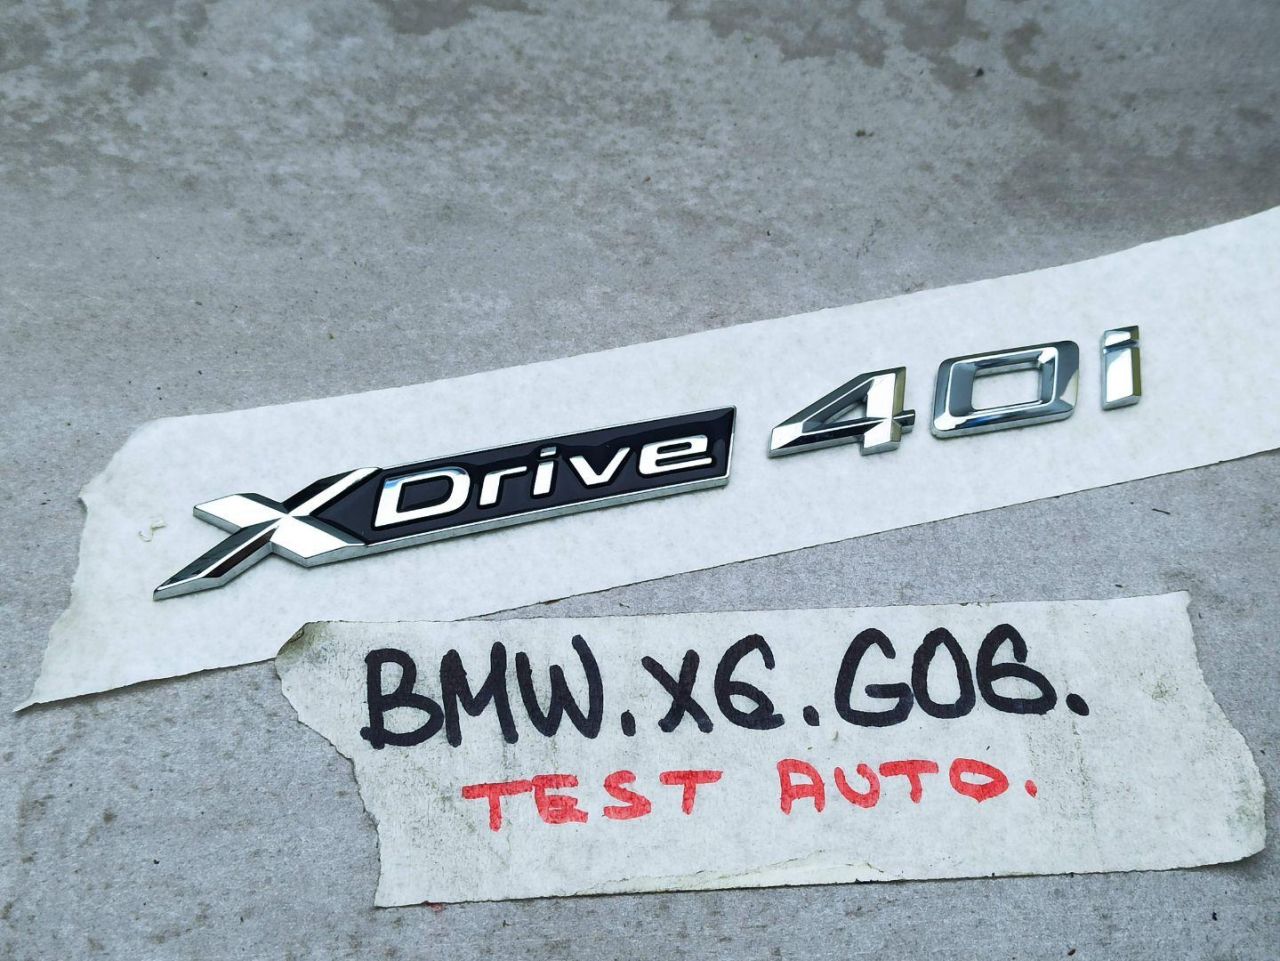 XDrive 40i
BMW.X6.G06.
TEST AUTO.